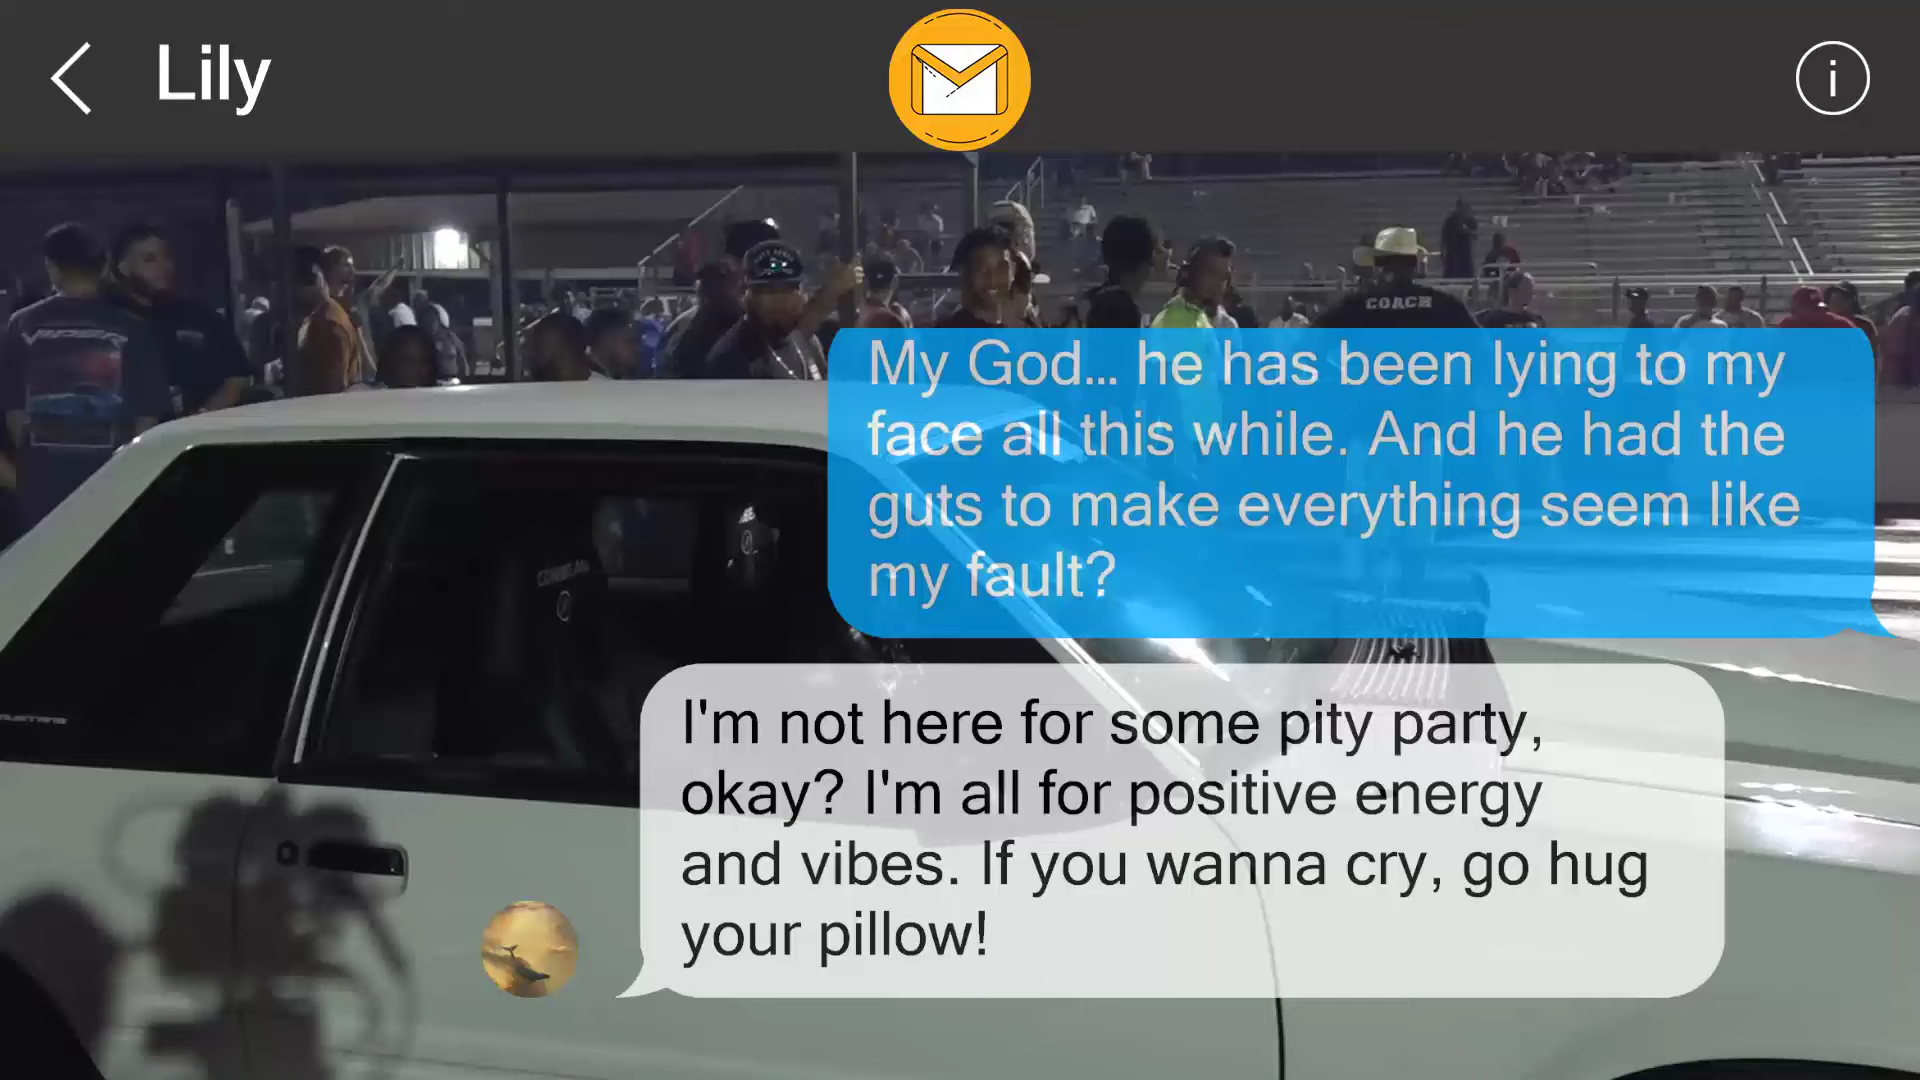 Lily
COACH
My God... he has been lying to my
face all this while. And he had the
guts to make everything seem like
my fault?
I'm not here for some pity party,
okay? I'm all for positive energy
and vibes. If you wanna cry, go hug
your pillow!